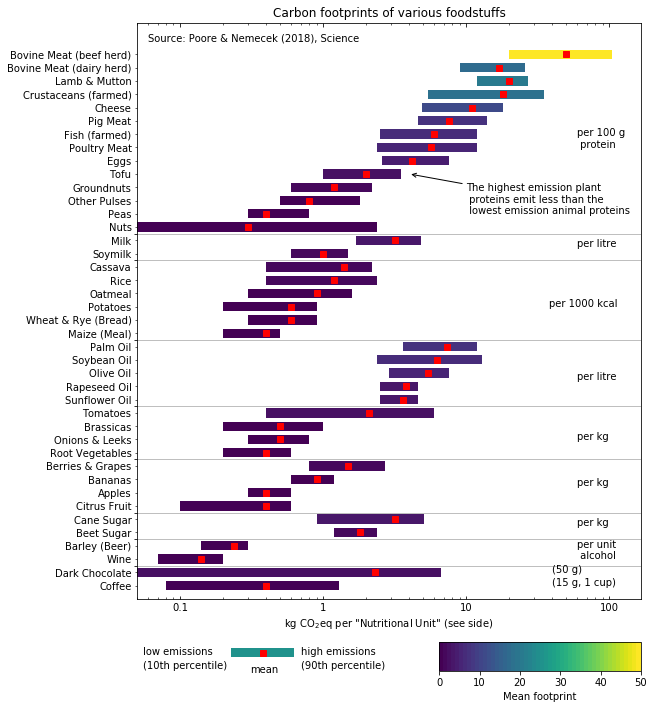 Carbon footprints of various foodstuffs
Source: Poore & Nemecek (2018), Science
Bovine Meat (beef herd)
Bovine Meat (dairy herd)
Lamb & Mutton
Crustaceans (farmed)
Cheese
Pig Meat
Fish (farmed)
Poultry Meat
Eggs
Tofu
Groundnuts
Other Pulses
Peas
Nuts
per 100 g
protein
The highest emission plant
proteins emit less than the
lowest emission animal proteins
Milk
Soymilk
per litre
Cassava
Rice
Oatmeal
Potatoes
Wheat & Rye (Bread)
Maize (Meal)
per 1000 kcal
Palm Oil
Soybean Oil
Olive Oil
Rapeseed Oil
Sunflower Oil
per litre
Tomatoes
Brassicas
Onions & Leeks
Root Vegetables
per kg
Berries & Grapes
Bananas
Apples
Citrus Fruit
per kg
Cane Sugar
Beet Sugar
per kg
Barley (Beer)
Wine
per unit
alcohol
Dark Chocolate
Coffee
(50 g)
(15 g, 1 cup)
0.1 1 10 100
kg CO₂eq per "Nutritional Unit" (see side)
low emissions
(10th percentile)
mean
high emissions
(90th percentile)
0 10 20 30 40 50
Mean footprint